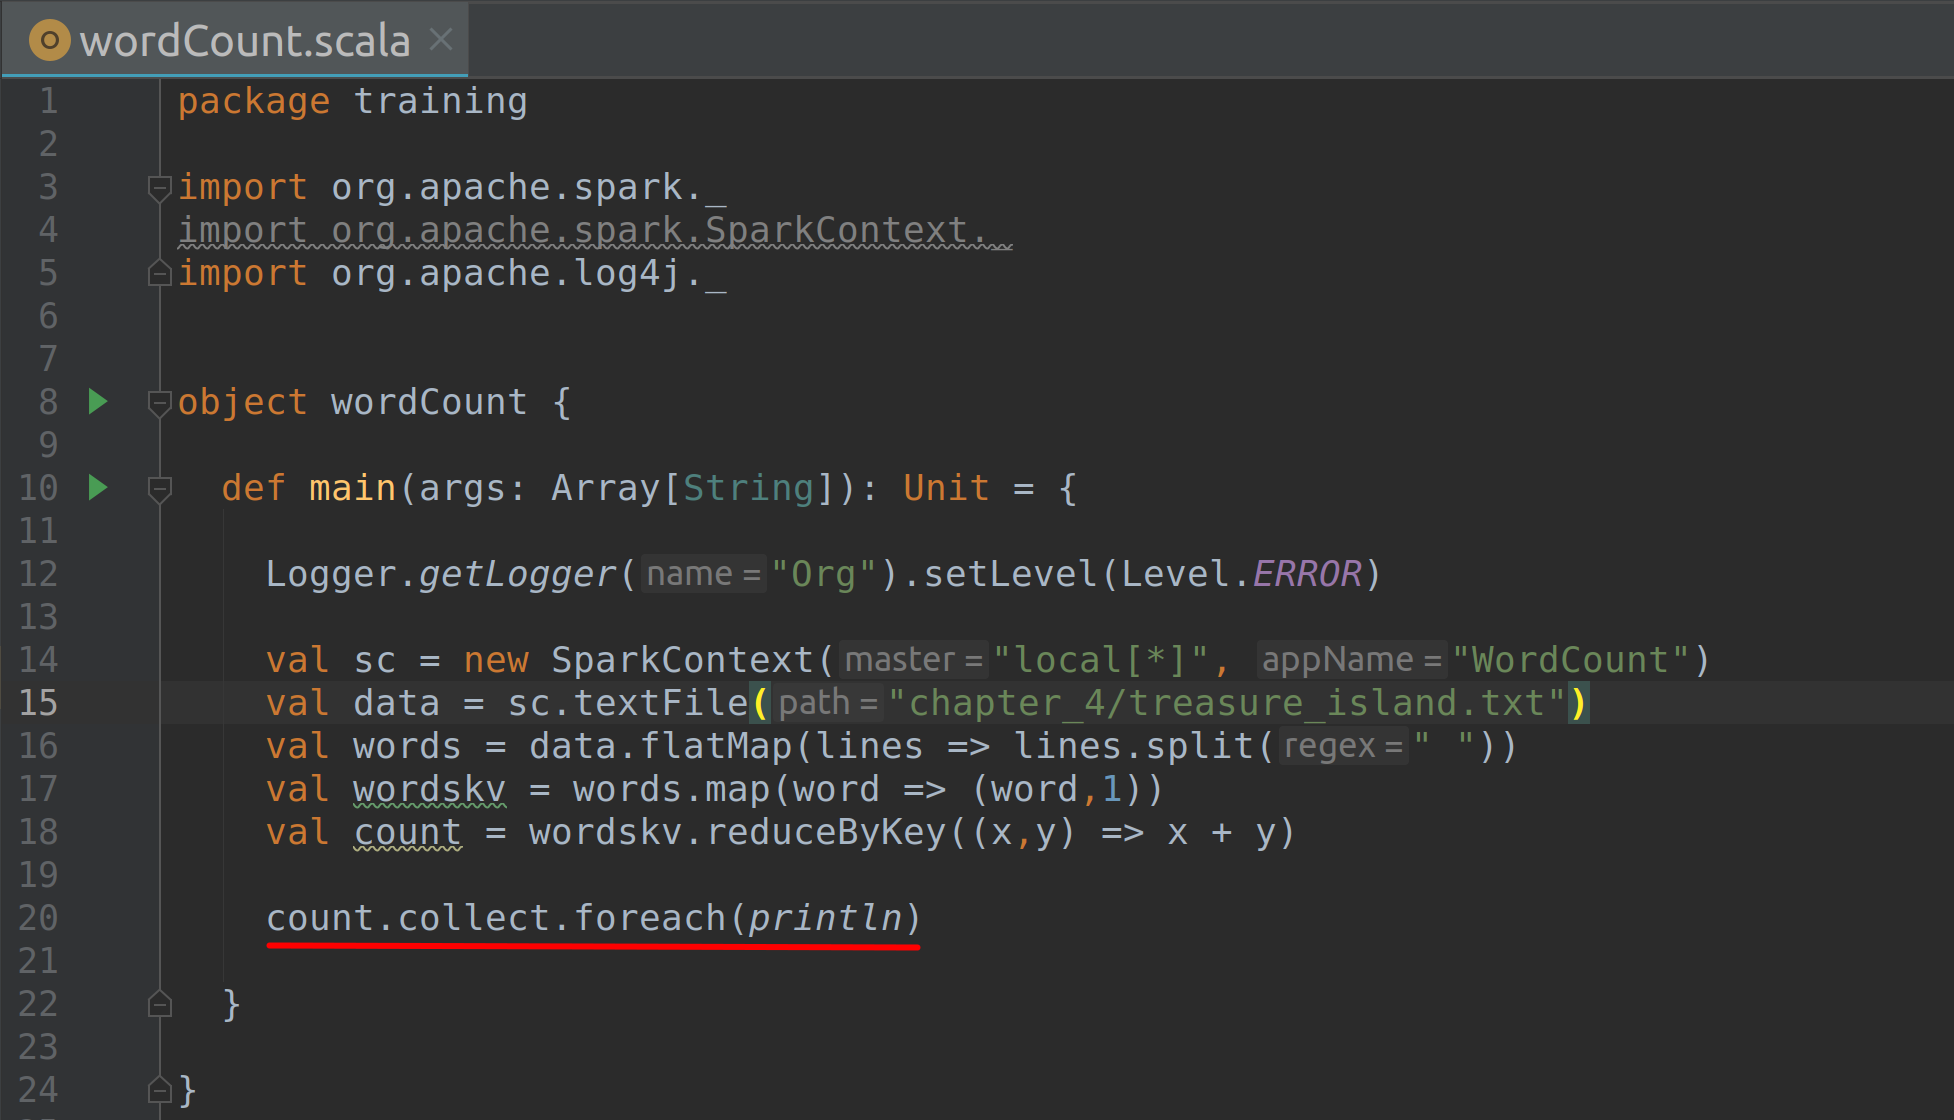 wordCount.scala
1 package training
2
3 import org.apache.spark._
4 import org.apache.spark.SparkContext._
5 import org.apache.log4j._
6
7
8 object wordCount {
9
10 def main(args: Array[String]): Unit = {
11
12 Logger.getLogger( name = "Org").setLevel(Level.ERROR)
13
14 val sc = new SparkContext( master = "local[*]", appName = "WordCount")
15 val data = sc.textFile( path = "chapter_4/treasure_island.txt")
16 val words = data.flatMap(lines => lines.split( regex = " "))
17 val wordskv = words.map(word => (word,1))
18 val count = wordskv.reduceByKey((x,y) => x + y)
19
20 count.collect.foreach(println)
21
22 }
23
24 }